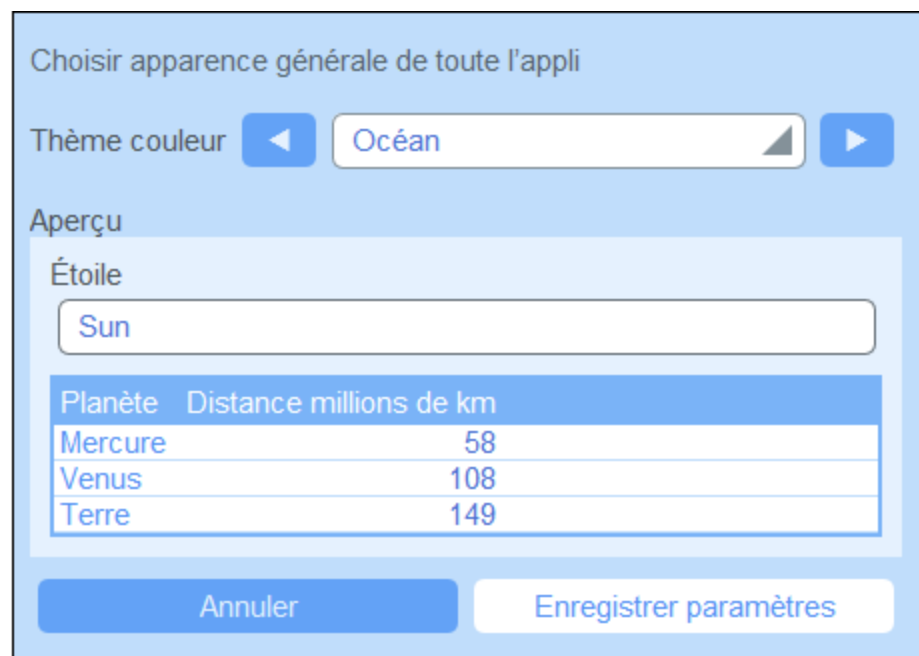 Choisir apparence générale de toute l’appli
Thème couleur Océan
Aperçu
Étoile
Sun
Planète Distance millions de km
Mercure 58
Venus 108
Terre 149
Annuler Enregistrer paramètres